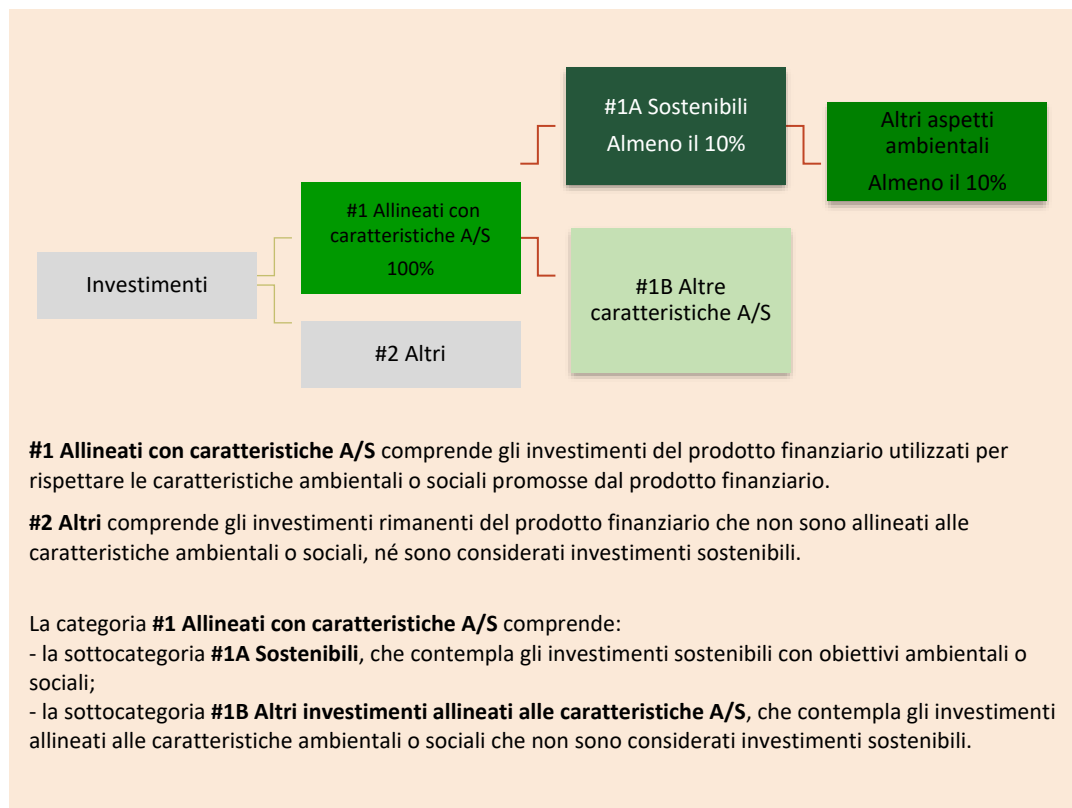 #1A Sostenibili
Almeno il 10%
Altri aspetti
ambientali
Almeno il 10%
#1 Allineati con
caratteristiche A/S
100%
Investimenti
#1B Altre
caratteristiche A/S
#2 Altri
#1 Allineati con caratteristiche A/S comprende gli investimenti del prodotto finanziario utilizzati per
rispettare le caratteristiche ambientali o sociali promosse dal prodotto finanziario.
#2 Altri comprende gli investimenti rimanenti del prodotto finanziario che non sono allineati alle
caratteristiche ambientali o sociali, né sono considerati investimenti sostenibili.
La categoria #1 Allineati con caratteristiche A/S comprende:
- la sottocategoria #1A Sostenibili, che contempla gli investimenti sostenibili con obiettivi ambientali o
sociali;
- la sottocategoria #1B Altri investimenti allineati alle caratteristiche A/S, che contempla gli investimenti
allineati alle caratteristiche ambientali o sociali che non sono considerati investimenti sostenibili.